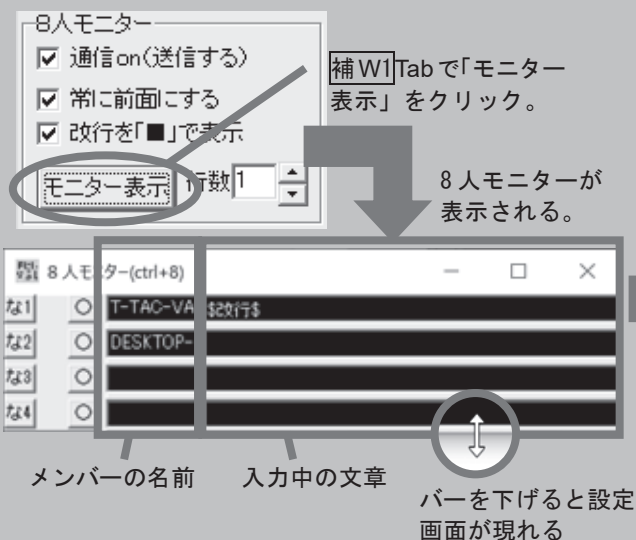 8人モニター
通信on(送信する)
常に前面にする
改行を「■」で表示
モニター表示 行数 1
補W1Tabで「モニター
表示」をクリック。
8人モニターが
表示される。
8人モニター(ctrl+8)
な1 T-TAC-VA $改行$
な2 DESKTOP-
な3
な4
メンバーの名前 入力中の文章
バーを下げると設定
画面が現れる